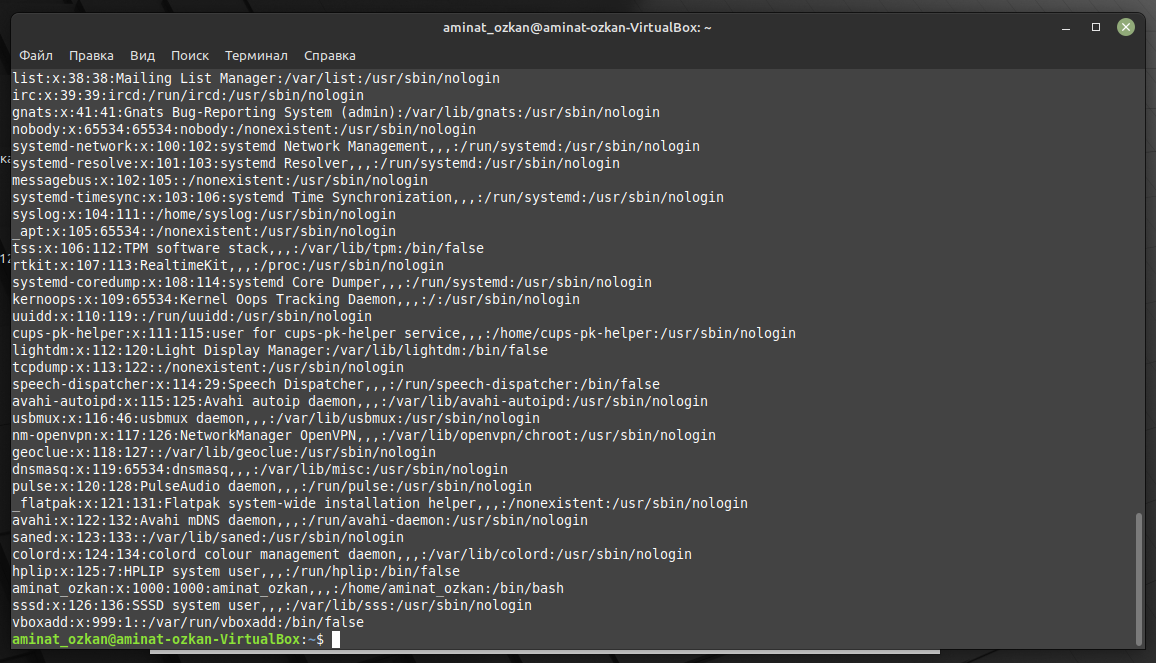 aminat_ozkan@aminat-ozkan-VirtualBox: ~
Файл Правка Вид Поиск Терминал Справка
list:x:38:38:Mailing List Manager:/var/list:/usr/sbin/nologin
irc:x:39:39:ircd:/run/ircd:/usr/sbin/nologin
gnats:x:41:41:Gnats Bug-Reporting System (admin):/var/lib/gnats:/usr/sbin/nologin
nobody:x:65534:65534:nobody:/nonexistent:/usr/sbin/nologin
systemd-network:x:100:102:systemd Network Management,,,:/run/systemd:/usr/sbin/nologin
systemd-resolve:x:101:103:systemd Resolver,,,:/run/systemd:/usr/sbin/nologin
messagebus:x:102:105::/nonexistent:/usr/sbin/nologin
systemd-timesync:x:103:106:systemd Time Synchronization,,,:/run/systemd:/usr/sbin/nologin
syslog:x:104:111::/home/syslog:/usr/sbin/nologin
_apt:x:105:65534::/nonexistent:/usr/sbin/nologin
tss:x:106:112:TPM software stack,,,:/var/lib/tpm:/bin/false
rtkit:x:107:113:RealtimeKit,,,:/proc:/usr/sbin/nologin
systemd-coredump:x:108:114:systemd Core Dumper,,,:/run/systemd:/usr/sbin/nologin
kernoops:x:109:65534:Kernel Oops Tracking Daemon,,,:/:/usr/sbin/nologin
uuidd:x:110:119::/run/uuidd:/usr/sbin/nologin
cups-pk-helper:x:111:115:user for cups-pk-helper service,,,:/home/cups-pk-helper:/usr/sbin/nologin
lightdm:x:112:120:Light Display Manager:/var/lib/lightdm:/bin/false
tcpdump:x:113:122::/nonexistent:/usr/sbin/nologin
speech-dispatcher:x:114:29:Speech Dispatcher,,,:/run/speech-dispatcher:/bin/false
avahi-autoipd:x:115:125:Avahi autoip daemon,,,:/var/lib/avahi-autoipd:/usr/sbin/nologin
usbmux:x:116:46:usbmux daemon,,,:/var/lib/usbmux:/usr/sbin/nologin
nm-openvpn:x:117:126:NetworkManager OpenVPN,,,:/var/lib/openvpn/chroot:/usr/sbin/nologin
geoclue:x:118:127::/var/lib/geoclue:/usr/sbin/nologin
dnsmasq:x:119:65534:dnsmasq,,,:/var/lib/misc:/usr/sbin/nologin
pulse:x:120:128:PulseAudio daemon,,,:/run/pulse:/usr/sbin/nologin
_flatpak:x:121:131:Flatpak system-wide installation helper,,,:/nonexistent:/usr/sbin/nologin
avahi:x:122:132:Avahi mDNS daemon,,,:/run/avahi-daemon:/usr/sbin/nologin
saned:x:123:133::/var/lib/saned:/usr/sbin/nologin
colord:x:124:134:colord colour management daemon,,,:/var/lib/colord:/usr/sbin/nologin
hplip:x:125:7:HPLIP system user,,,:/run/hplip:/bin/false
aminat_ozkan:x:1000:1000:aminat_ozkan,,,:/home/aminat_ozkan:/bin/bash
sssd:x:126:136:SSSD system user,,,:/var/lib/sss:/usr/sbin/nologin
vboxadd:x:999:1::/var/run/vboxadd:/bin/false
aminat_ozkan@aminat-ozkan-VirtualBox:~$